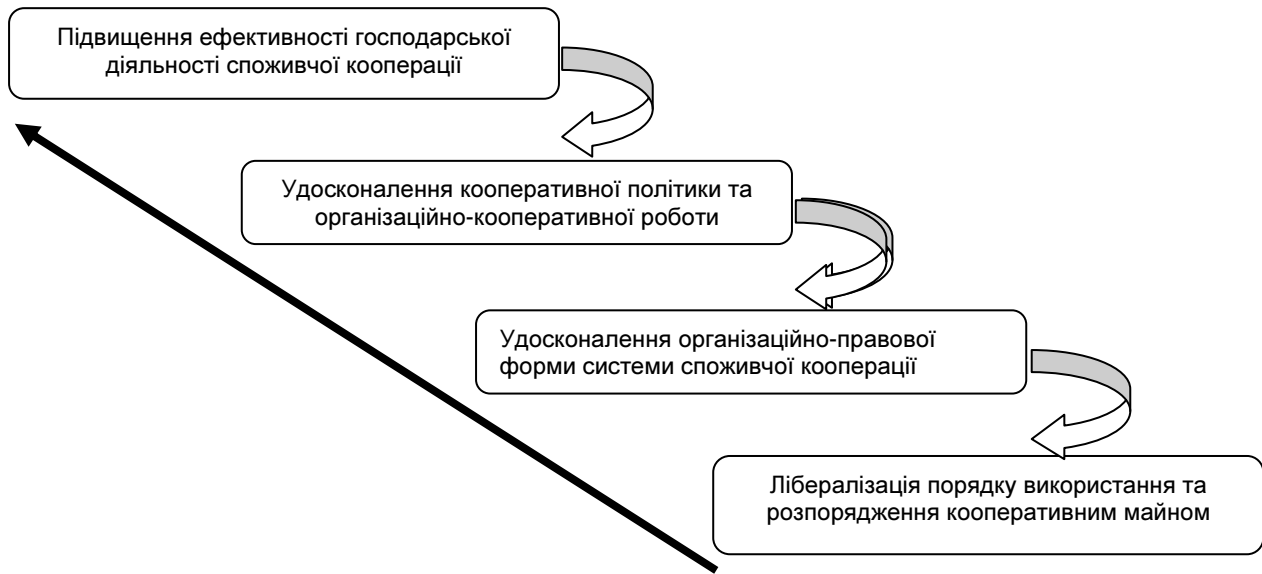 Підвищення ефективності господарської
діяльності споживчої кооперації
Удосконалення кооперативної політики та
організаційно-кооперативної роботи
Удосконалення організаційно-правової
форми системи споживчої кооперації
Лібералізація порядку використання та
розпорядження кооперативним майном